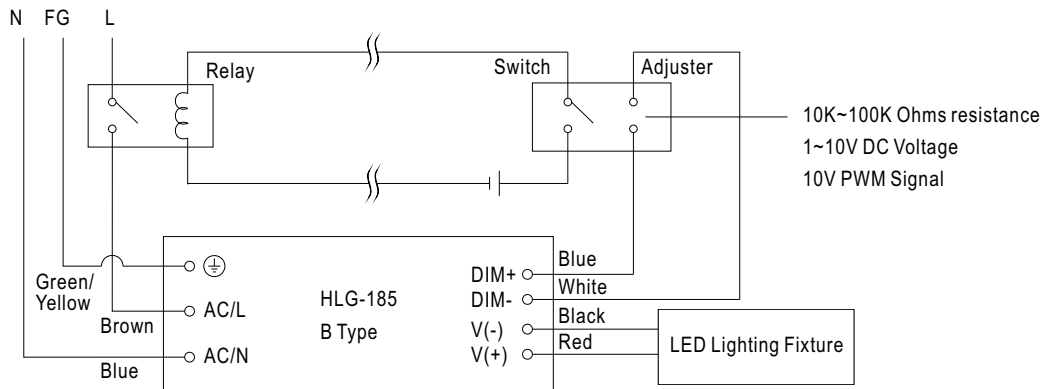 N FG L
Relay
Switch
Adjuster
10K~100K Ohms resistance
1~10V DC Voltage
10V PWM Signal
Green/
Yellow
Brown
Blue
AC/L
AC/N
HLG-185
B Type
DIM+
DIM-
V(-)
V(+)
Blue
White
Black
Red
LED Lighting Fixture